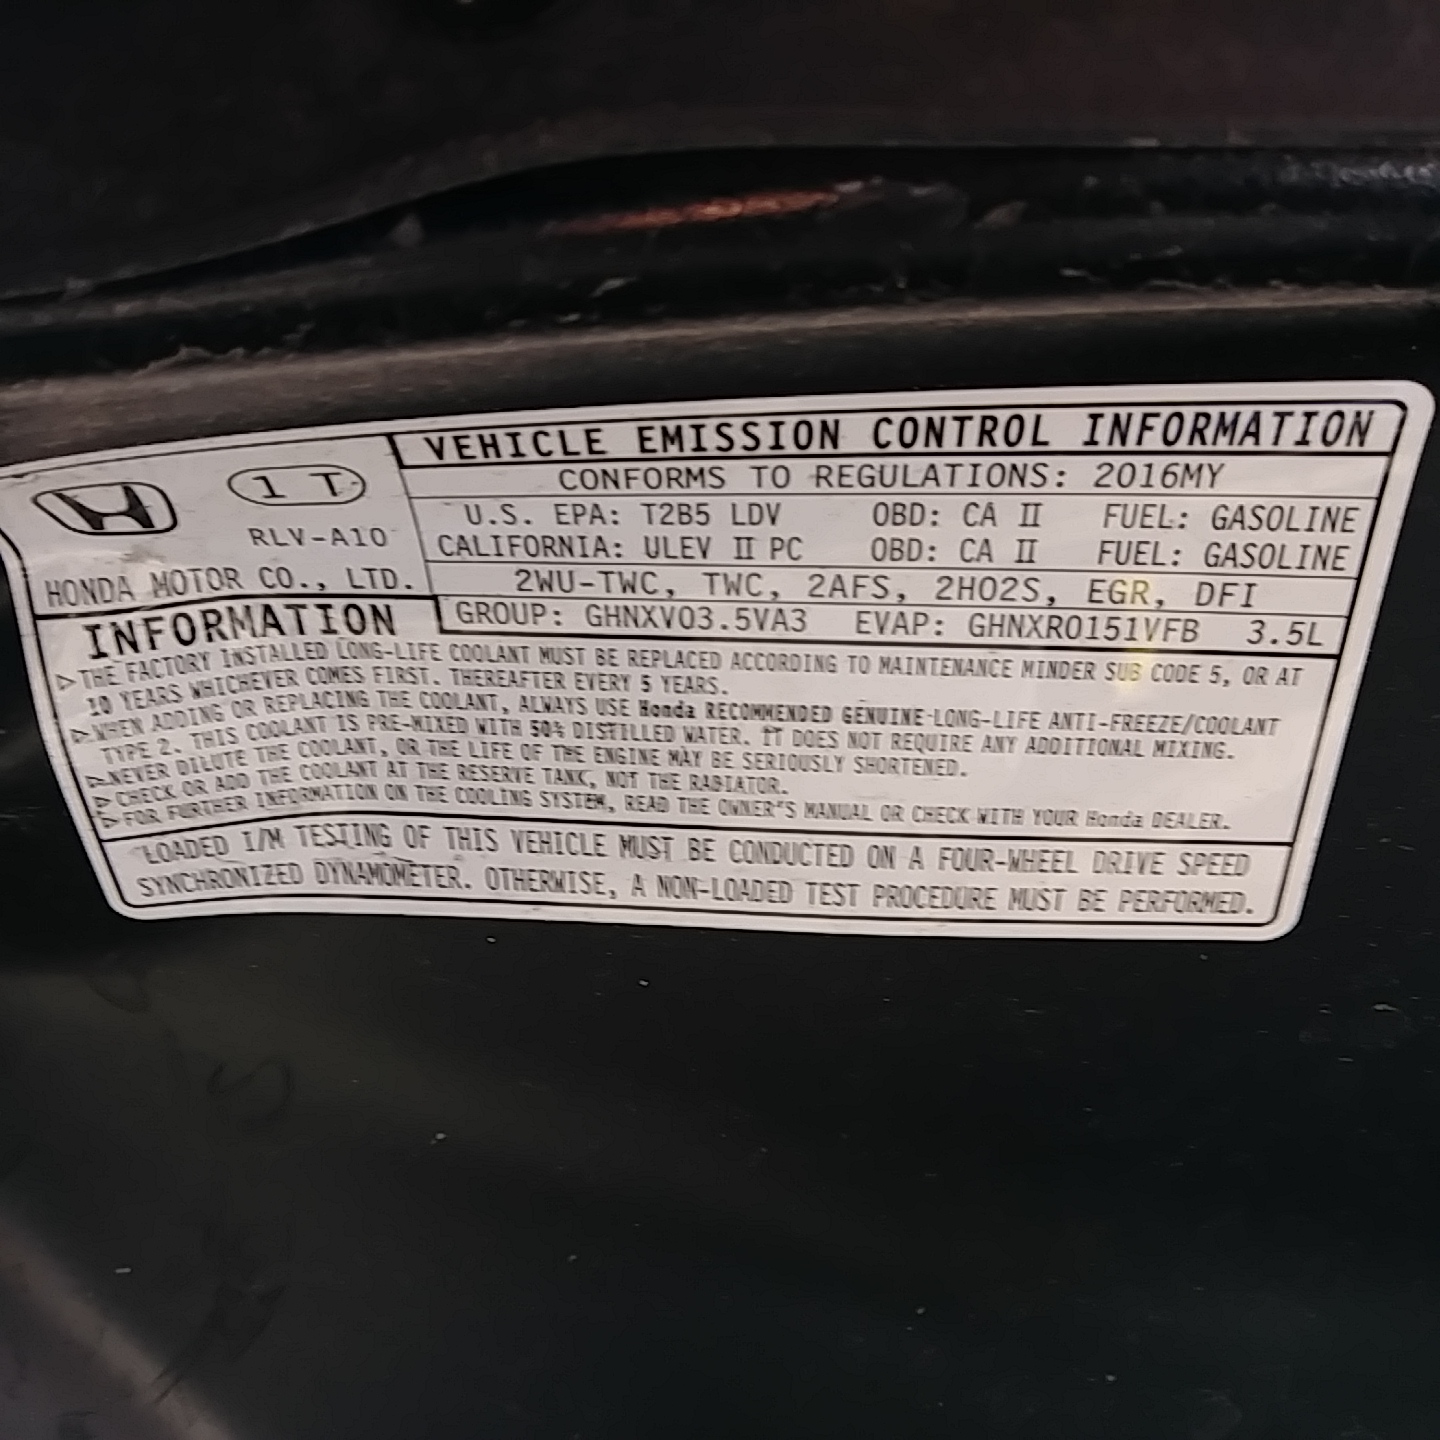 VEHICLE EMISSION CONTROL INFORMATION
CONFORMS TO REGULATIONS: 2016MY
1 T
RLV-A10
HONDA MOTOR CO., LTD.
U.S. EPA: T2B5 LDV OBD: CA II FUEL: GASOLINE
CALIFORNIA: ULEV II PC OBD: CA II FUEL: GASOLINE
2WU-TWC, TWC, 2AFS, 2HO2S, EGR, DFI
GROUP: GHNXV03.5VA3 EVAP: GHNXR0151VFB 3.5L
INFORMATION
▷THE FACTORY INSTALLED LONG-LIFE COOLANT MUST BE REPLACED ACCORDING TO MAINTENANCE MINDER SUB CODE 5, OR AT
10 YEARS WHICHEVER COMES FIRST. THEREAFTER EVERY 5 YEARS.
▷WHEN ADDING OR REPLACING THE COOLANT, ALWAYS USE Honda RECOMMENDED GENUINE LONG-LIFE ANTI-FREEZE/COOLANT
TYPE 2. THIS COOLANT IS PRE-MIXED WITH 50% DISTILLED WATER. IT DOES NOT REQUIRE ANY ADDITIONAL MIXING.
▷NEVER DILUTE THE COOLANT, OR THE LIFE OF THE ENGINE MAY BE SERIOUSLY SHORTENED.
▷CHECK OR ADD THE COOLANT AT THE RESERVE TANK, NOT THE RADIATOR.
▷FOR FURTHER INFORMATION ON THE COOLING SYSTEM, READ THE OWNER'S MANUAL OR CHECK WITH YOUR Honda DEALER.
LOADED I/M TESTING OF THIS VEHICLE MUST BE CONDUCTED ON A FOUR-WHEEL DRIVE SPEED
SYNCHRONIZED DYNAMOMETER. OTHERWISE, A NON-LOADED TEST PROCEDURE MUST BE PERFORMED.